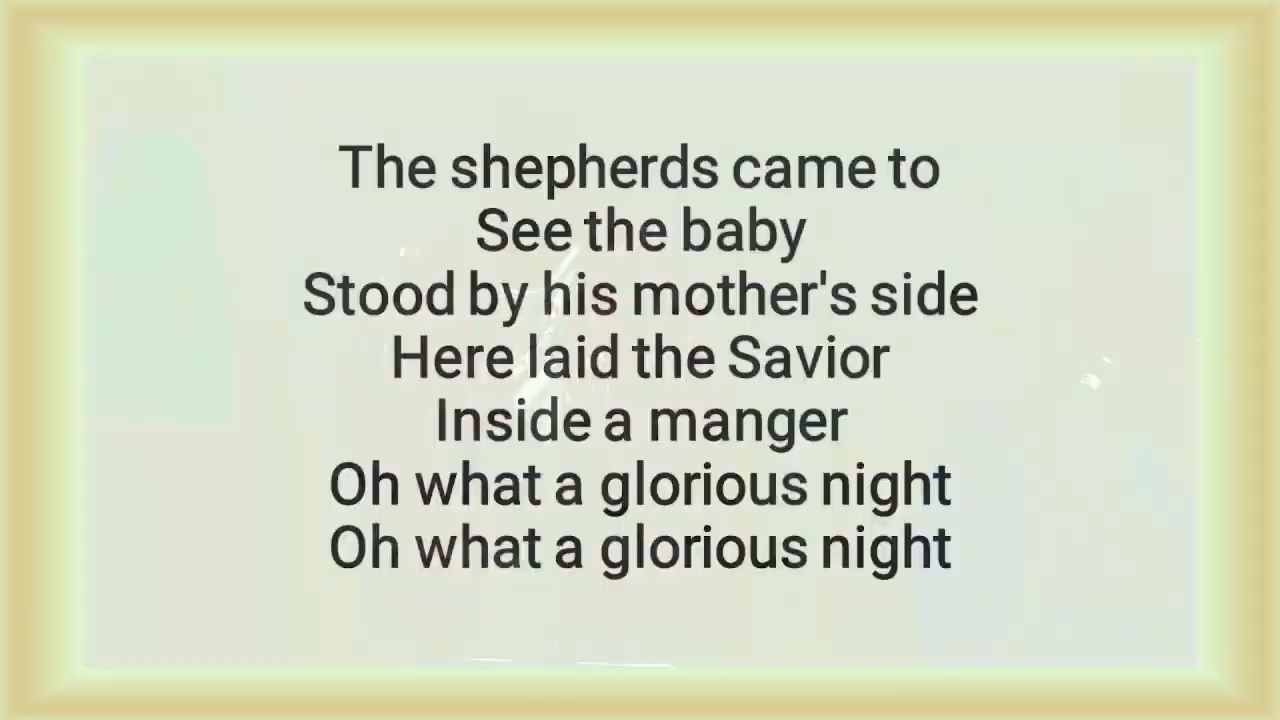 The shepherds came to
See the baby
Stood by his mother's side
Here laid the Savior
Inside a manger
Oh what a glorious night
Oh what a glorious night